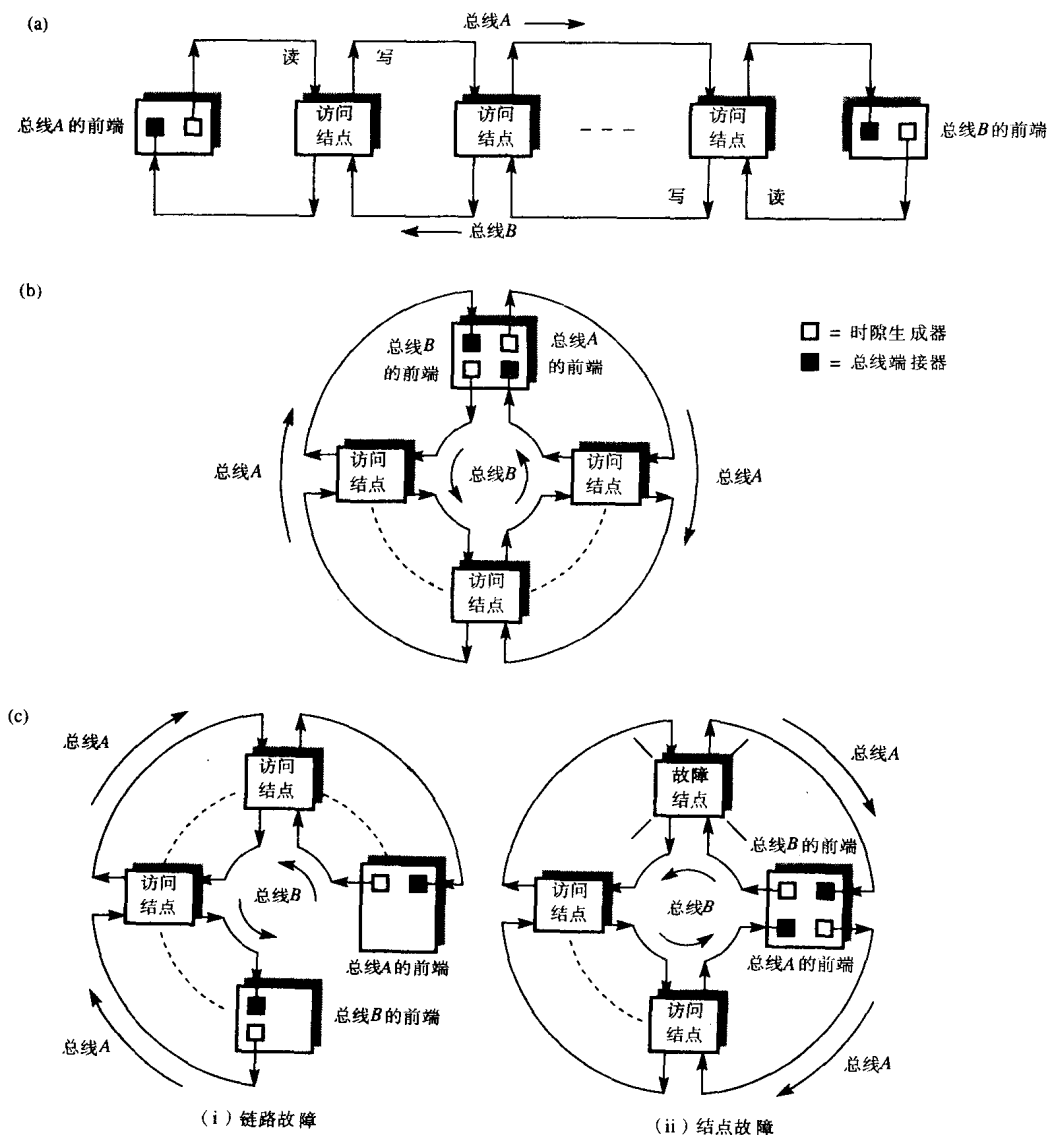 (a)
总线A
读
写
总线A 的前端
访问
结点
访问
结点
访问
结点
总线B的前端
写
读
总线B
(b)
总线B
的前端
总线A
的前端
= 时隙生成器
= 总线端接器
总线A
访问
结点
总线B
访问
结点
总线A
访问
结点
(c)
总线A
访问
结点
访问
结点
总线B
总线A的前端
总线B的前端
总线A
(i)链路故障
总线A
故障
结点
总线B的前端
访问
结点
总线B
总线A的前端
访问
结点
总线A
(ii)结点故障